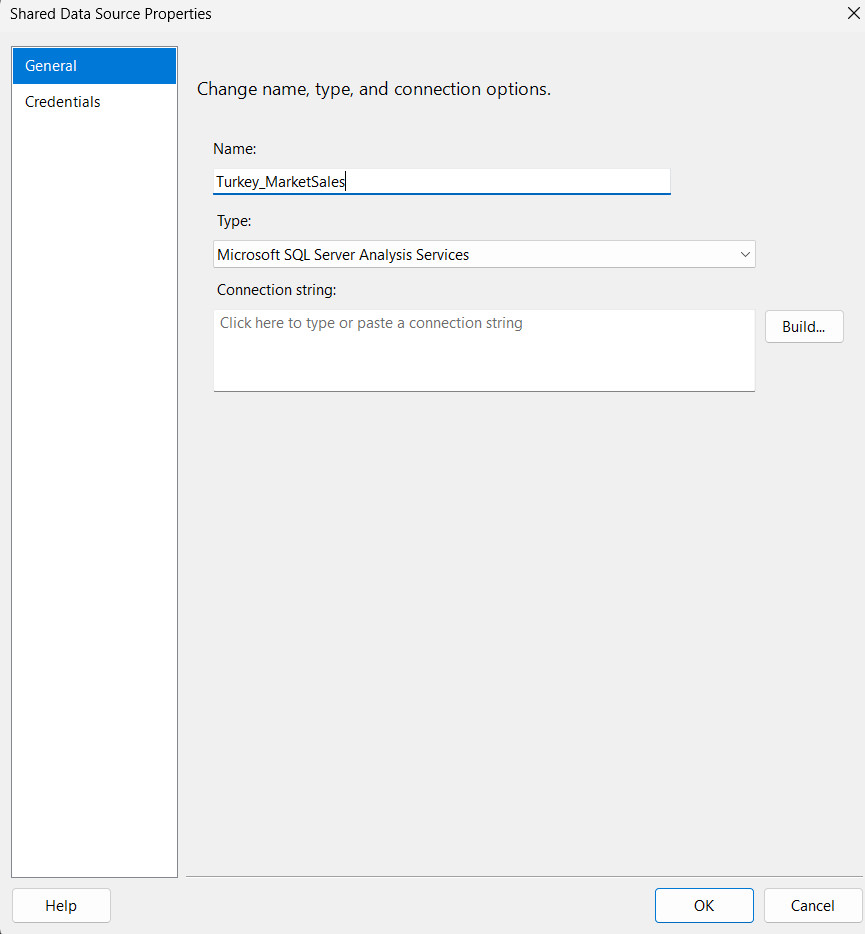 Shared Data Source Properties
General
Credentials
Change name, type, and connection options.
Name:
Turkey_MarketSales
Type:
Microsoft SQL Server Analysis Services
Connection string:
Click here to type or paste a connection string
Build...
Help
OK
Cancel